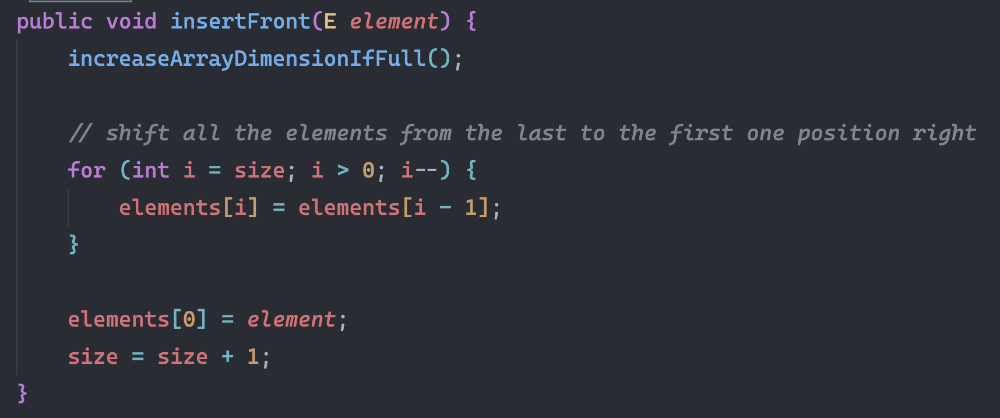 public void insertFront(E element) {
    increaseArrayDimensionIfFull();
    // shift all the elements from the last to the first one position right
    for (int i = size; i > 0; i--) {
        elements[i] = elements[i - 1];
    }
    elements[0] = element;
    size = size + 1;
}